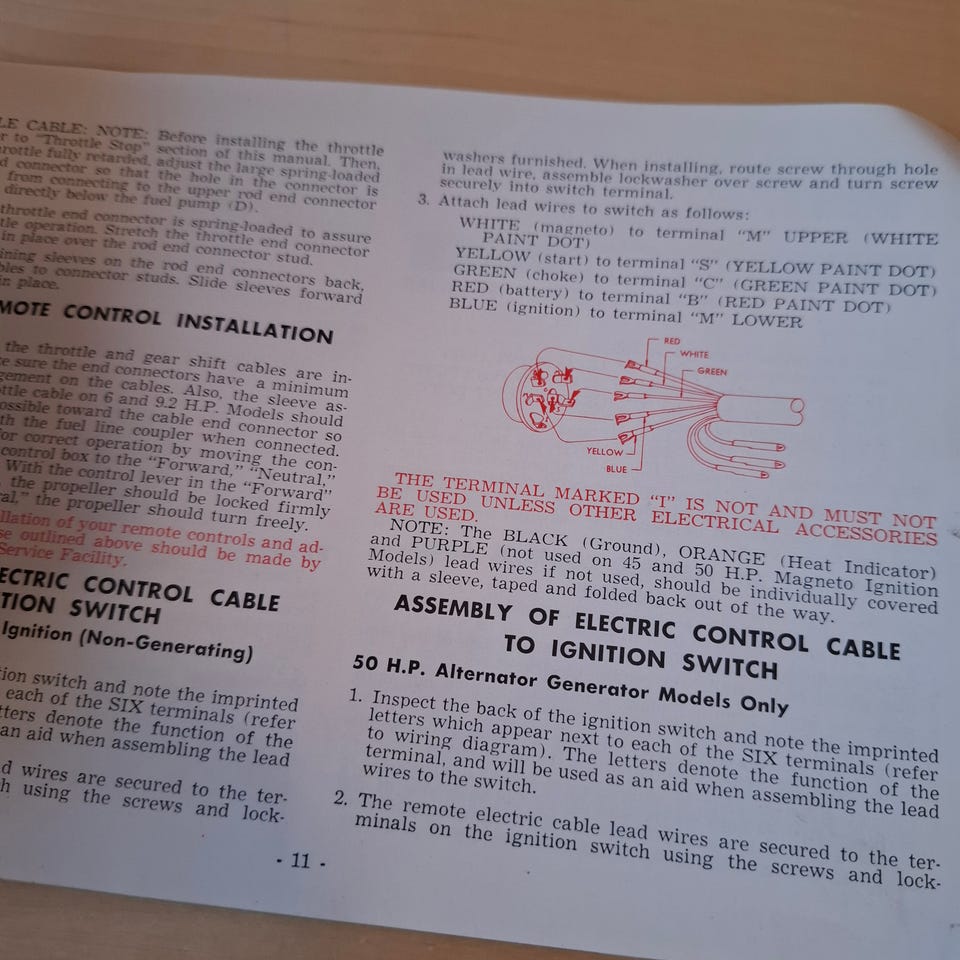 LE CABLE: NOTE: Before installing the throttle
r to "Throttle Stop" section of this manual. Then,
rottle fully retarded, adjust the large spring-loaded
d connector so that the hole in the connector is
from connecting to the upper rod end connector
directly below the fuel pump (D).
throttle end connector is spring-loaded to assure
tle operation. Stretch the throttle end connector
in place over the rod end connector stud.
ining sleeves on the rod end connectors back,
bles to connector studs. Slide sleeves forward
in place.
MOTE CONTROL INSTALLATION
the throttle and gear shift cables are in-
e sure the end connectors have a minimum
gement on the cables. Also, the sleeve as-
ttle cable on 6 and 9.2 H.P. Models should
ossible toward the cable end connector so
th the fuel line coupler when connected.
or correct operation by moving the con-
control box to the "Forward," "Neutral,"
With the control lever in the "Forward"
the propeller should be locked firmly
ral," the propeller should turn freely.
llation of your remote controls and ad-
se outlined above should be made by
Service Facility.
ECTRIC CONTROL CABLE
TION SWITCH
Ignition (Non-Generating)
tion switch and note the imprinted
each of the SIX terminals (refer
tters denote the function of the
an aid when assembling the lead
d wires are secured to the ter-
h using the screws and lock-
- 11 -
washers furnished. When installing, route screw through hole
in lead wire, assemble lockwasher over screw and turn screw
securely into switch terminal.
3. Attach lead wires to switch as follows:
WHITE (magneto) to terminal "M" UPPER (WHITE
PAINT DOT)
YELLOW (start) to terminal "S" (YELLOW PAINT DOT)
GREEN (choke) to terminal "C" (GREEN PAINT DOT)
RED (battery) to terminal "B" (RED PAINT DOT)
BLUE (ignition) to terminal "M" LOWER
RED
WHITE
GREEN
YELLOW
BLUE
THE TERMINAL MARKED "I" IS NOT AND MUST NOT
BE USED UNLESS OTHER ELECTRICAL ACCESSORIES
ARE USED.
NOTE: The BLACK (Ground), ORANGE (Heat Indicator)
and PURPLE (not used on 45 and 50 H.P. Magneto Ignition
Models) lead wires if not used, should be individually covered
with a sleeve, taped and folded back out of the way.
ASSEMBLY OF ELECTRIC CONTROL CABLE
TO IGNITION SWITCH
50 H.P. Alternator Generator Models Only
1. Inspect the back of the ignition switch and note the imprinted
letters which appear next to each of the SIX terminals (refer
to wiring diagram). The letters denote the function of the
terminal, and will be used as an aid when assembling the lead
wires to the switch.
2. The remote electric cable lead wires are secured to the ter-
minals on the ignition switch using the screws and lock-